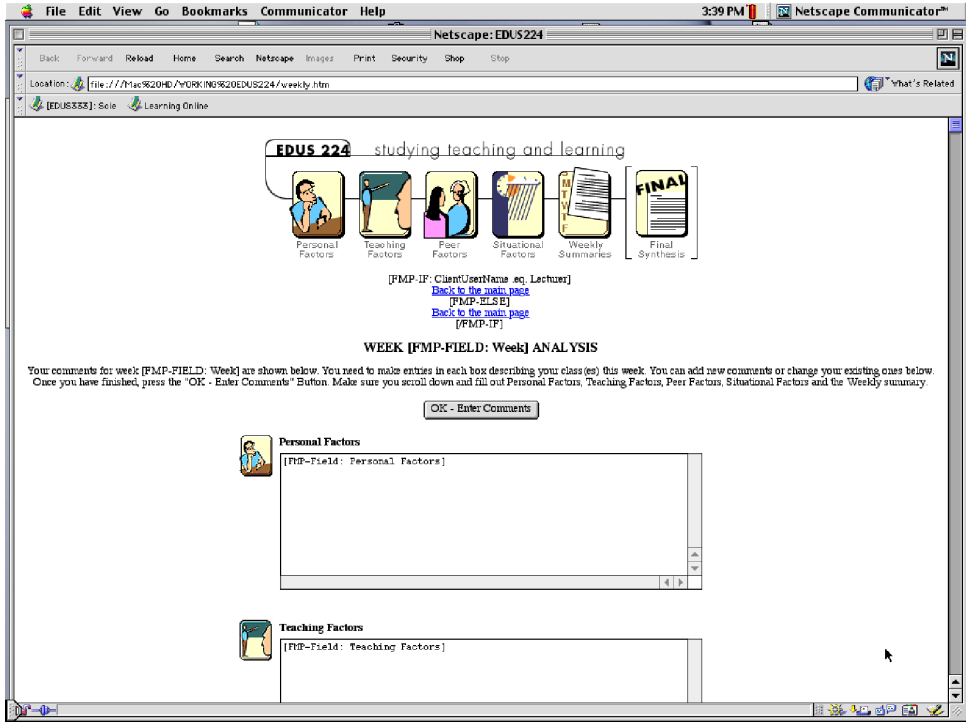 File Edit View Go Bookmarks Communicator Help 3:39 PM Netscape Communicator™
Netscape: EDUS224
Back Forward Reload Home Search Netscape Images Print Security Shop Stop
Location: file:///Mac%20HD/WORKING%20EDUS224/weekly.htm What's Related
[EDUS333]: Scie Learning Online
EDUS 224 studying teaching and learning
MTWTF
FINAL
Personal Factors
Teaching Factors
Peer Factors
Situational Factors
Weekly Summaries
Final Synthesis
[FMP-IF: ClientUserName .eq. Lecturer]
Back to the main page
[FMP-ELSE]
Back to the main page
[/FMP-IF]
WEEK [FMP-FIELD: Week] ANALYSIS
Your comments for week [FMP-FIELD: Week] are shown below. You need to make entries in each box describing your class(es) this week. You can add new comments or change your existing ones below.
Once you have finished, press the "OK - Enter Comments" Button. Make sure you scroll down and fill out Personal Factors, Teaching Factors, Peer Factors, Situational Factors and the Weekly summary.
OK - Enter Comments
Personal Factors
[FMP-Field: Personal Factors]
Teaching Factors
[FMP-Field: Teaching Factors]